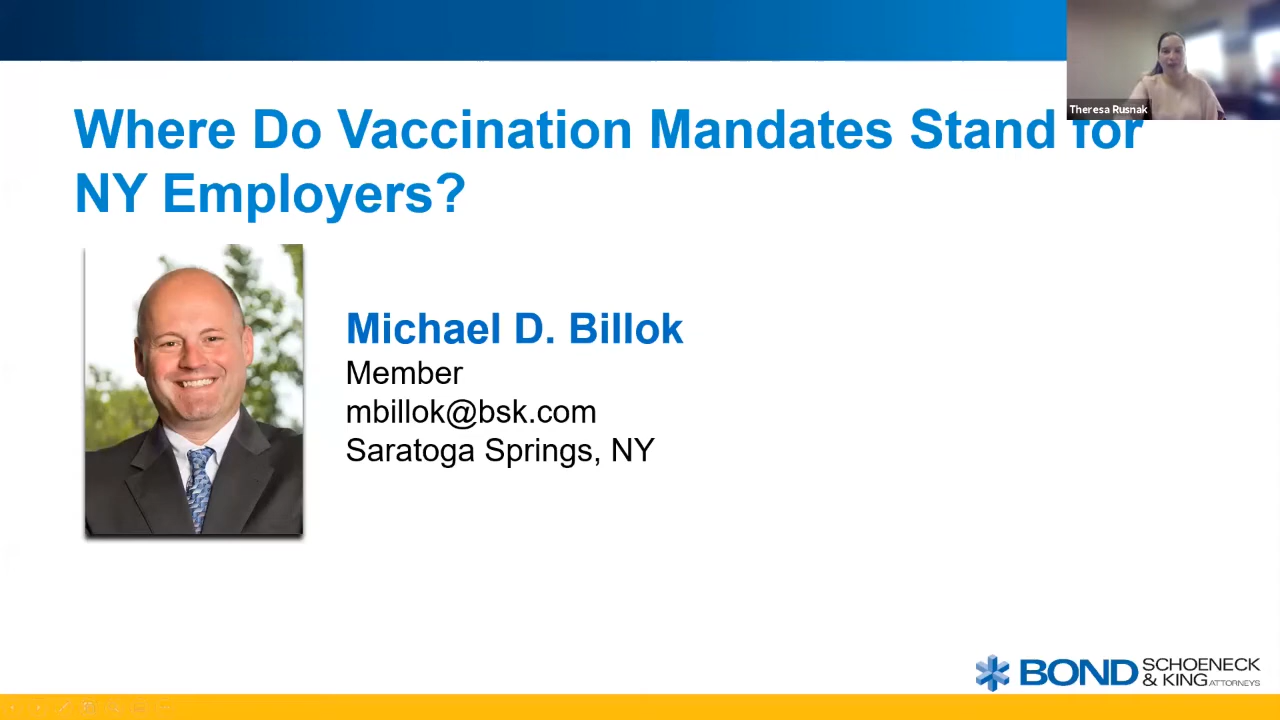 Theresa Rusnak
Where Do Vaccination Mandates Stand for
NY Employers?
Michael D. Billok
Member
mbillok@bsk.com
Saratoga Springs, NY
BOND SCHOENECK
& KING ATTORNEYS